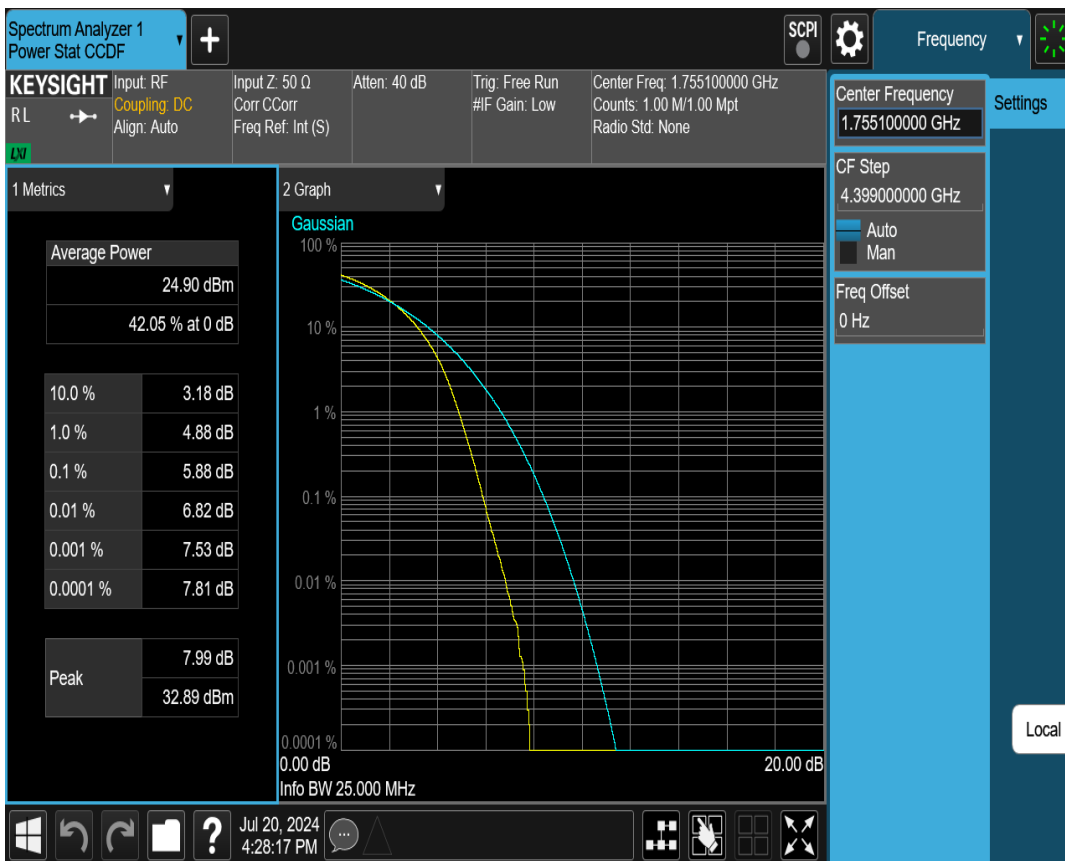 Spectrum Analyzer 1
Power Stat CCDF
+
SCPI
Frequency
KEYSIGHT
RL
LXI
Input: RF
Coupling: DC
Align: Auto
Input Z: 50 Ω
Corr CCorr
Freq Ref: Int (S)
Atten: 40 dB
Trig: Free Run
#IF Gain: Low
Center Freq: 1.755100000 GHz
Counts: 1.00 M/1.00 Mpt
Radio Std: None
Center Frequency
1.755100000 GHz
Settings
CF Step
4.399000000 GHz
Auto
Man
Freq Offset
0 Hz
Local
1 Metrics
Average Power
24.90 dBm
42.05 % at 0 dB
10.0 % 3.18 dB
1.0 % 4.88 dB
0.1 % 5.88 dB
0.01 % 6.82 dB
0.001 % 7.53 dB
0.0001 % 7.81 dB
Peak
7.99 dB
32.89 dBm
2 Graph
Gaussian
100 %
10 %
1 %
0.1 %
0.01 %
0.001 %
0.0001 %
0.00 dB 20.00 dB
Info BW 25.000 MHz
?
Jul 20, 2024
4:28:17 PM